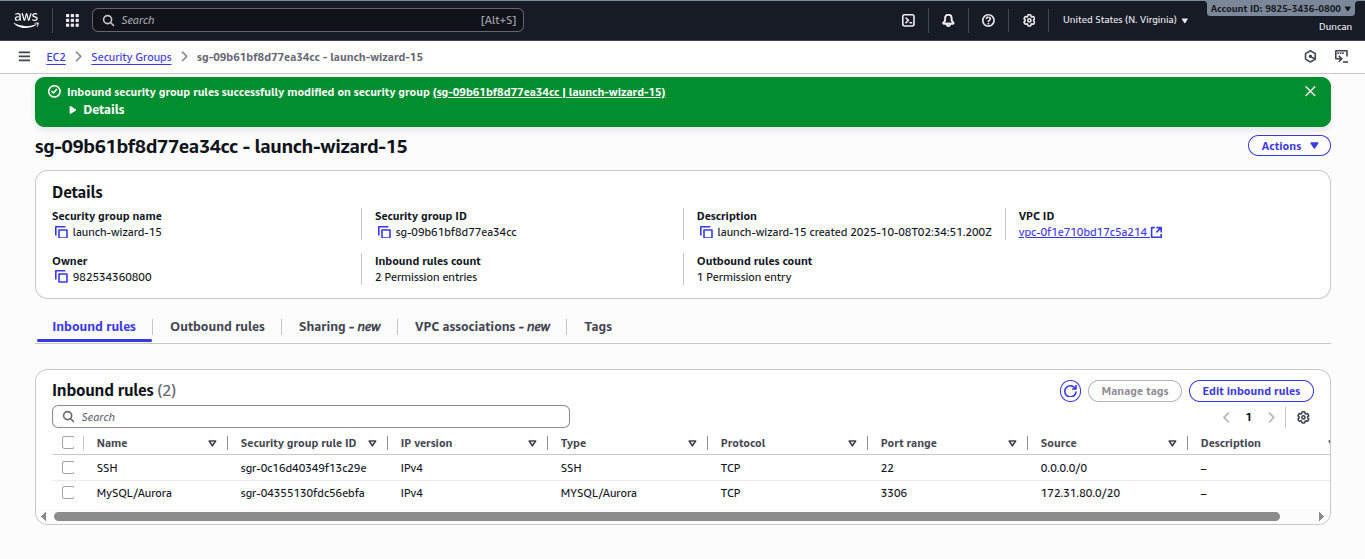 aws
Search [Alt+S]
United States (N. Virginia)
Account ID: 9825-3436-0800
Duncan
EC2 > Security Groups > sg-09b61bf8d77ea34cc - launch-wizard-15
Inbound security group rules successfully modified on security group (sg-09b61bf8d77ea34cc | launch-wizard-15)
Details
sg-09b61bf8d77ea34cc - launch-wizard-15
Actions
Details
Security group name
launch-wizard-15
Security group ID
sg-09b61bf8d77ea34cc
Description
launch-wizard-15 created 2025-10-08T02:34:51.200Z
VPC ID
vpc-0f1e710bd17c5a214
Owner
982534360800
Inbound rules count
2 Permission entries
Outbound rules count
1 Permission entry
Inbound rules Outbound rules Sharing - new VPC associations - new Tags
Inbound rules (2)
Manage tags Edit inbound rules
Search
1
Name Security group rule ID IP version Type Protocol Port range Source Description
SSH sgr-0c16d40349f13c29e IPv4 SSH TCP 22 0.0.0.0/0 –
MySQL/Aurora sgr-04355130fdc56ebfa IPv4 MYSQL/Aurora TCP 3306 172.31.80.0/20 –